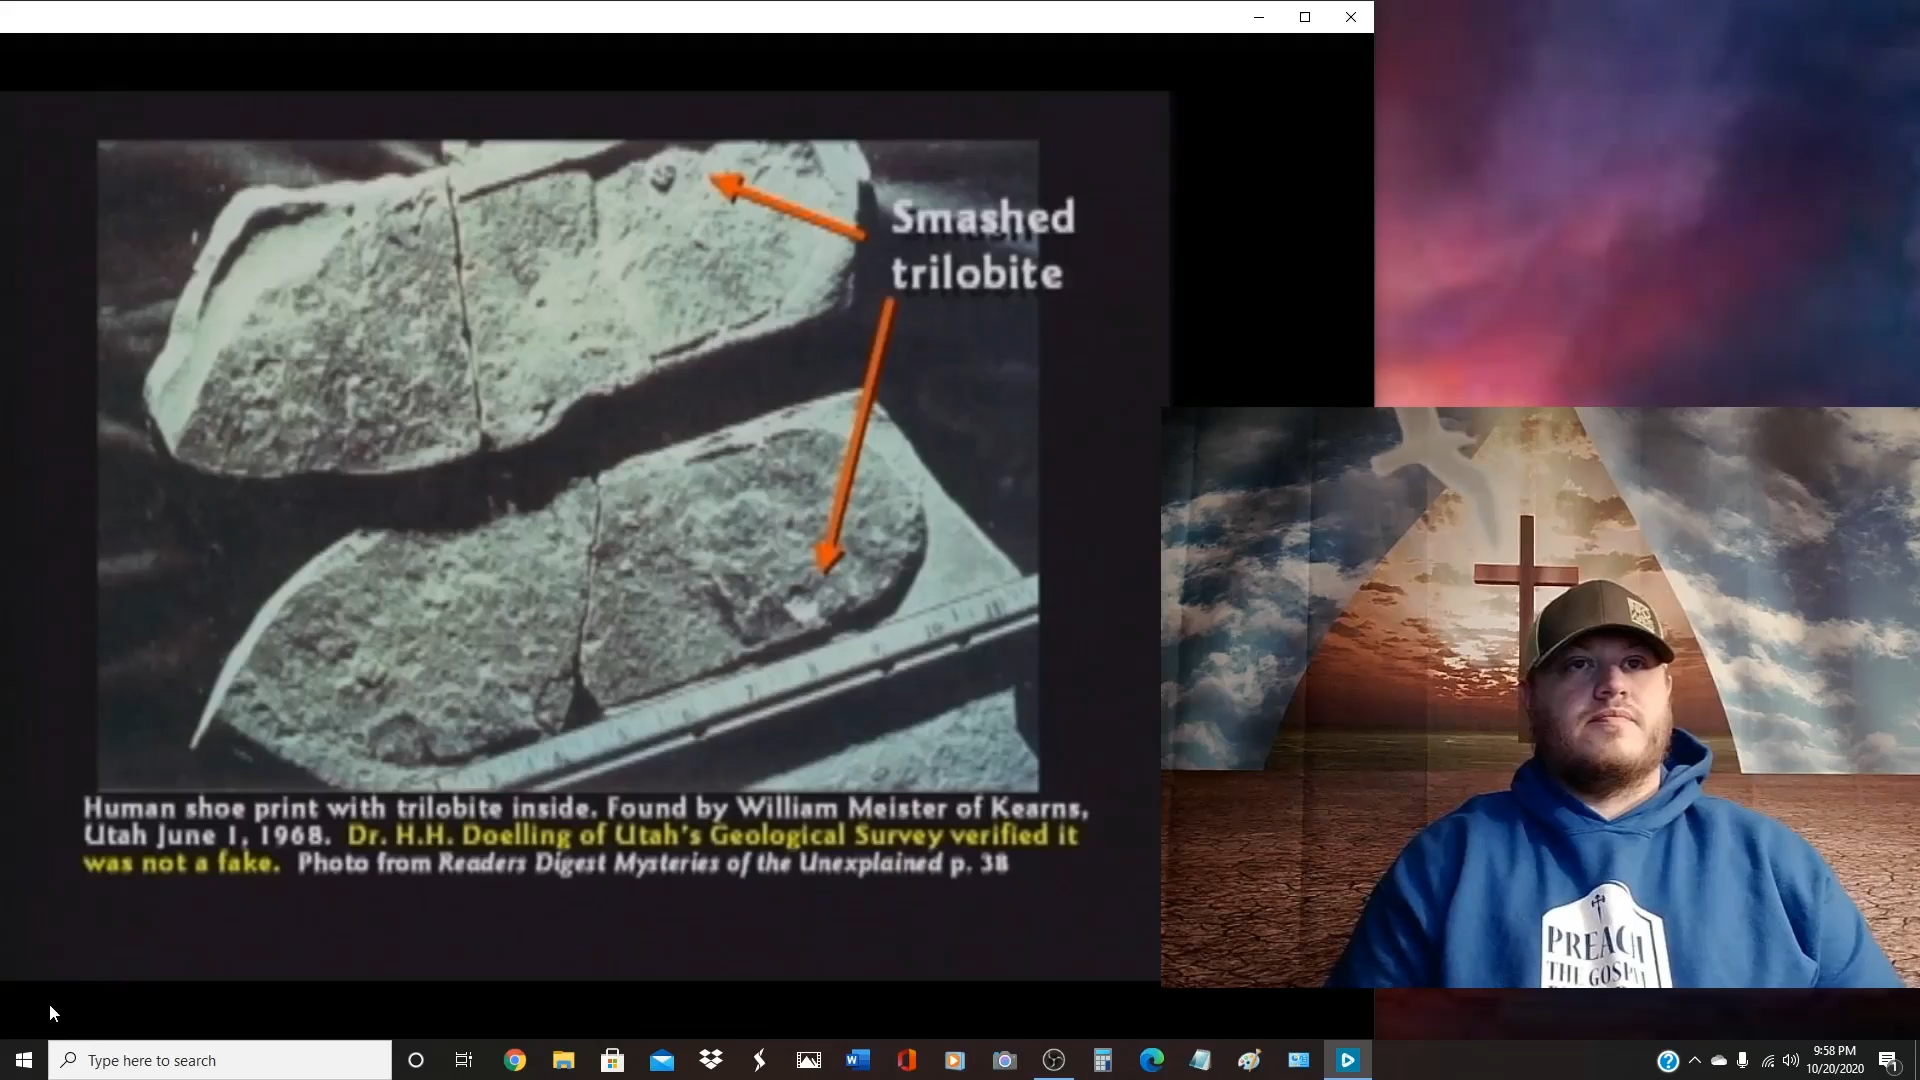 Smashed
trilobite
Human shoe print with trilobite inside. Found by William Meister of Kearns,
Utah June 1, 1968. Dr. H.H. Doelling of Utah's Geological Survey verified it
was not a fake. Photo from Readers Digest Mysteries of the Unexplained p. 38
PREACH
THE GOSPEL
Type here to search
9:58 PM
10/20/2020